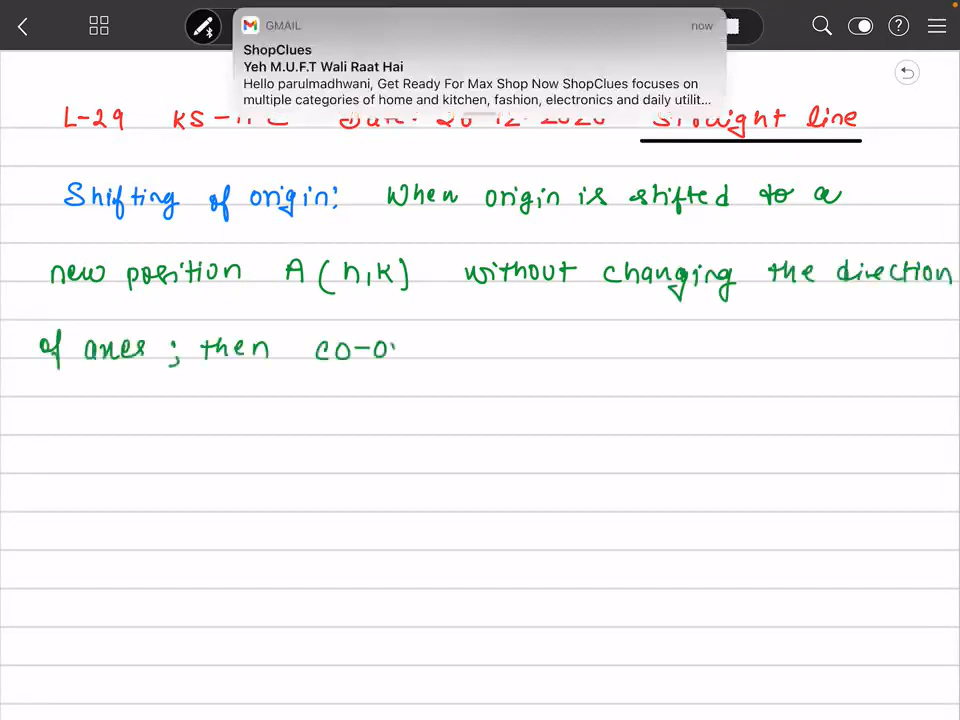 GMAIL now
ShopClues
Yeh M.U.F.T Wali Raat Hai
Hello parulmadhwani, Get Ready For Max Shop Now ShopClues focuses on
multiple categories of home and kitchen, fashion, electronics and daily utilit...
L-29 Straight line
Shifting of origin: When origin is shifted to a
new position A(h,k) without changing the direction
of axes; then co-o